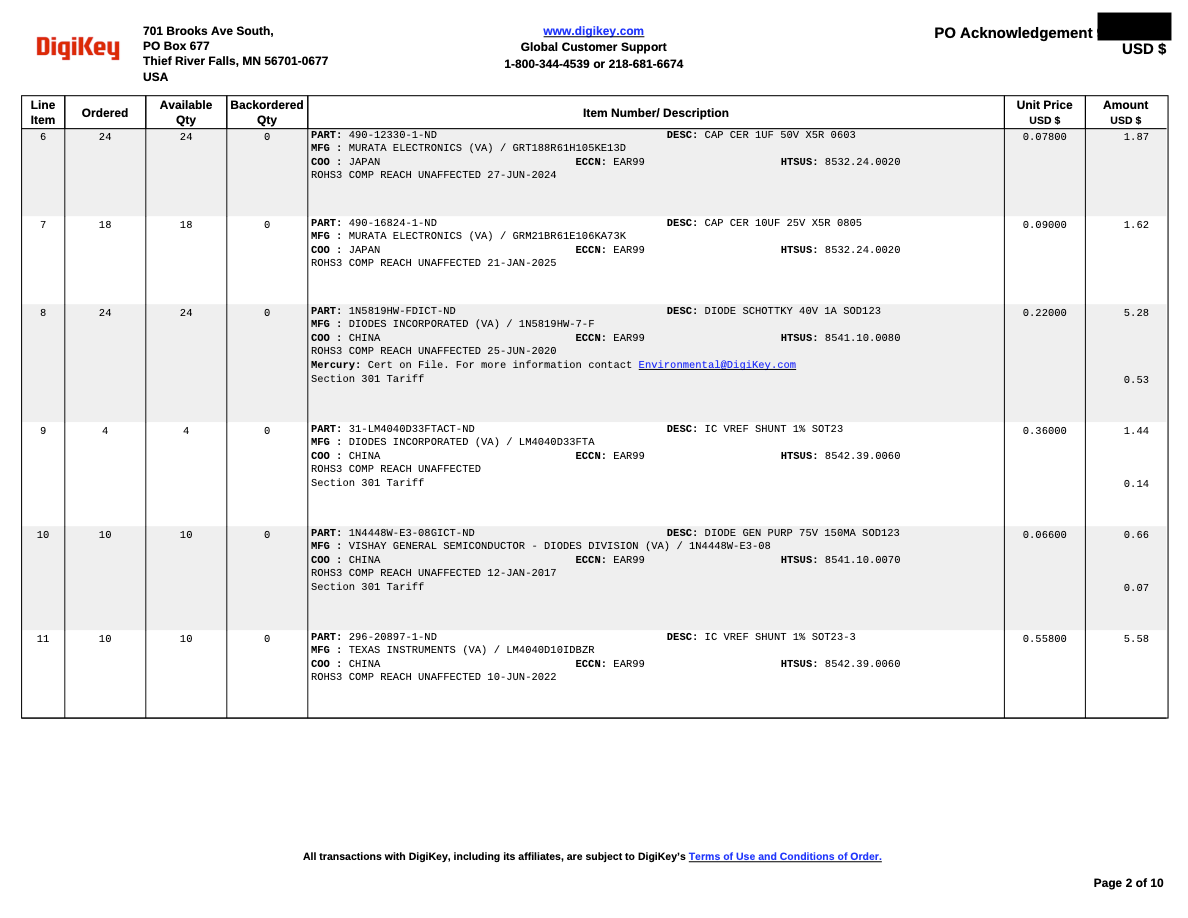 DigiKey
701 Brooks Ave South,
PO Box 677
Thief River Falls, MN 56701-0677
USA
www.digikey.com
Global Customer Support
1-800-344-4539 or 218-681-6674
PO Acknowledgement
USD $
Line Item Ordered Available Qty Backordered Qty Item Number/ Description Unit Price USD $ Amount USD $
6 24 24 0 PART: 490-12330-1-ND DESC: CAP CER 1UF 50V X5R 0603 0.07800 1.87
MFG : MURATA ELECTRONICS (VA) / GRT188R61H105KE13D
COO : JAPAN ECCN: EAR99 HTSUS: 8532.24.0020
ROHS3 COMP REACH UNAFFECTED 27-JUN-2024
7 18 18 0 PART: 490-16824-1-ND DESC: CAP CER 10UF 25V X5R 0805 0.09000 1.62
MFG : MURATA ELECTRONICS (VA) / GRM21BR61E106KA73K
COO : JAPAN ECCN: EAR99 HTSUS: 8532.24.0020
ROHS3 COMP REACH UNAFFECTED 21-JAN-2025
8 24 24 0 PART: 1N5819HW-FDICT-ND DESC: DIODE SCHOTTKY 40V 1A SOD123 0.22000 5.28
MFG : DIODES INCORPORATED (VA) / 1N5819HW-7-F
COO : CHINA ECCN: EAR99 HTSUS: 8541.10.0080
ROHS3 COMP REACH UNAFFECTED 25-JUN-2020
Mercury: Cert on File. For more information contact Environmental@DigiKey.com
Section 301 Tariff 0.53
9 4 4 0 PART: 31-LM4040D33FTACT-ND DESC: IC VREF SHUNT 1% SOT23 0.36000 1.44
MFG : DIODES INCORPORATED (VA) / LM4040D33FTA
COO : CHINA ECCN: EAR99 HTSUS: 8542.39.0060
ROHS3 COMP REACH UNAFFECTED
Section 301 Tariff 0.14
10 10 10 0 PART: 1N4448W-E3-08GICT-ND DESC: DIODE GEN PURP 75V 150MA SOD123 0.06600 0.66
MFG : VISHAY GENERAL SEMICONDUCTOR - DIODES DIVISION (VA) / 1N4448W-E3-08
COO : CHINA ECCN: EAR99 HTSUS: 8541.10.0070
ROHS3 COMP REACH UNAFFECTED 12-JAN-2017
Section 301 Tariff 0.07
11 10 10 0 PART: 296-20897-1-ND DESC: IC VREF SHUNT 1% SOT23-3 0.55800 5.58
MFG : TEXAS INSTRUMENTS (VA) / LM4040D10IDBZR
COO : CHINA ECCN: EAR99 HTSUS: 8542.39.0060
ROHS3 COMP REACH UNAFFECTED 10-JUN-2022
All transactions with DigiKey, including its affiliates, are subject to DigiKey's Terms of Use and Conditions of Order.
Page 2 of 10